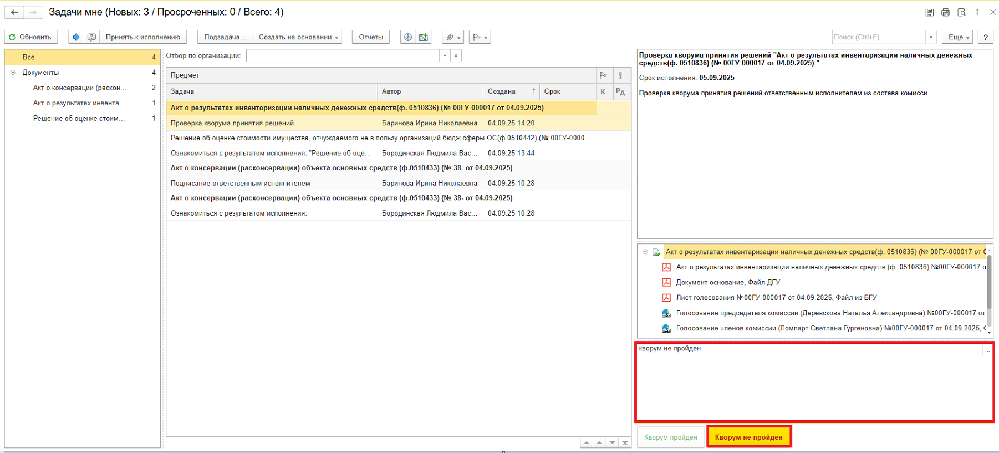 Задачи мне (Новых: 3 / Просроченных: 0 / Всего: 4)
Обновить
Принять к исполнению
Подзадача...
Создать на основании
Отчеты
Поиск (Ctrl+F)
×
Еще
?
Все 4
Документы 4
Акт о консервации (раскон... 2
Акт о результатах инвента... 1
Решение об оценке стоим... 1
Отбор по организации:
×
Предмет
Задача Автор Создана ↑ Срок К Рд
Акт о результатах инвентаризации наличных денежных средств(ф. 0510836) (№ 00ГУ-000017 от 04.09.2025)
Проверка кворума принятия решений Баринова Ирина Николаевна 04.09.25 14:20
Решение об оценке стоимости имущества, отчуждаемого не в пользу организаций бюдж.сферы ОС(ф.0510442) (№ 00ГУ-0000...
Ознакомиться с результатом исполнения: "Решение об оце... Бородинская Людмила Вас... 04.09.25 13:44
Акт о консервации (расконсервации) объекта основных средств (ф.0510433) (№ 38- от 04.09.2025)
Подписание ответственным исполнителем Баринова Ирина Николаевна 04.09.25 10:28
Акт о консервации (расконсервации) объекта основных средств (ф.0510433) (№ 38- от 04.09.2025)
Ознакомиться с результатом исполнения: Бородинская Людмила Вас... 04.09.25 10:28
Проверка кворума принятия решений "Акт о результатах инвентаризации наличных денежных
средств(ф. 0510836) (№ 00ГУ-000017 от 04.09.2025) "
Срок исполнения: 05.09.2025
Проверка кворума принятия решений ответственным исполнителем из состава комисси
Акт о результатах инвентаризации наличных денежных средств(ф. 0510836) (№ 00ГУ-000017 от 0
Акт о результатах инвентаризации наличных денежных средств (ф. 0510836) №00ГУ-000017 о
Документ основание, Файл ДГУ
Лист голосования №00ГУ-000017 от 04.09.2025, Файл из БГУ
Голосование председателя комиссии (Деревскова Наталья Александровна) №00ГУ-000017 от
Голосование членов комиссии (Ломпарт Светлана Гургеновна) №00ГУ-000017 от 04.09.2025,
кворум не пройден
...
Кворум пройден
Кворум не пройден